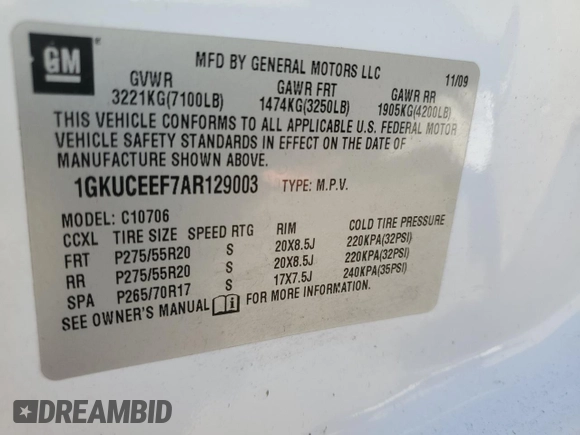 GM
MFD BY GENERAL MOTORS LLC 11/09
GVWR GAWR FRT GAWR RR
3221KG(7100LB) 1474KG(3250LB) 1905KG(4200LB)
THIS VEHICLE CONFORMS TO ALL APPLICABLE U.S. FEDERAL MOTOR
VEHICLE SAFETY STANDARDS IN EFFECT ON THE DATE OF
MANUFACTURE SHOWN ABOVE.
1GKUCEEF7AR129003 TYPE: M.P.V.
MODEL: C10706
CCXL TIRE SIZE SPEED RTG RIM COLD TIRE PRESSURE
FRT P275/55R20 S 20X8.5J 220KPA(32PSI)
RR P275/55R20 S 20X8.5J 220KPA(32PSI)
SPA P265/70R17 S 17X7.5J 240KPA(35PSI)
SEE OWNER'S MANUAL i FOR MORE INFORMATION.
DREAMBID